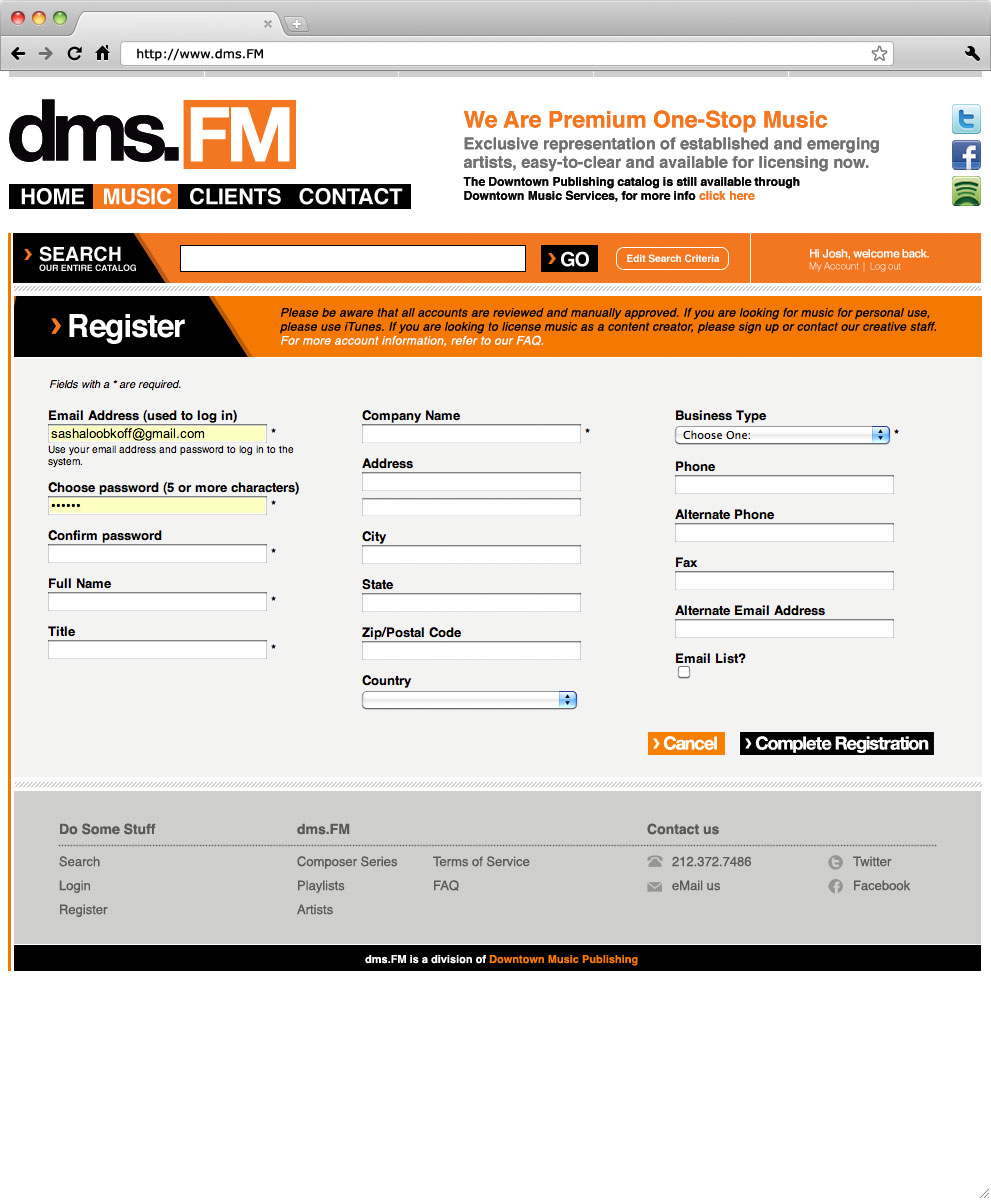 http://www.dms.FM
dms.FM
We Are Premium One-Stop Music
Exclusive representation of established and emerging
artists, easy-to-clear and available for licensing now.
The Downtown Publishing catalog is still available through
Downtown Music Services, for more info click here
HOME MUSIC CLIENTS CONTACT
› SEARCH
OUR ENTIRE CATALOG
› GO
Edit Search Criteria
Hi Josh, welcome back.
My Account | Log out
› Register
Please be aware that all accounts are reviewed and manually approved. If you are looking for music for personal use,
please use iTunes. If you are looking to license music as a content creator, please sign up or contact our creative staff.
For more account information, refer to our FAQ.
Fields with a * are required.
Email Address (used to log in)
sashaloobkoff@gmail.com *
Use your email address and password to log in to the
system.
Choose password (5 or more characters)
•••••• *
Confirm password
*
Full Name
*
Title
*
Company Name
*
Address
City
State
Zip/Postal Code
Country
Business Type
Choose One: *
Phone
Alternate Phone
Fax
Alternate Email Address
Email List?
› Cancel
› Complete Registration
Do Some Stuff
Search
Login
Register
dms.FM
Composer Series
Playlists
Artists
Terms of Service
FAQ
Contact us
212.372.7486
eMail us
Twitter
Facebook
dms.FM is a division of Downtown Music Publishing